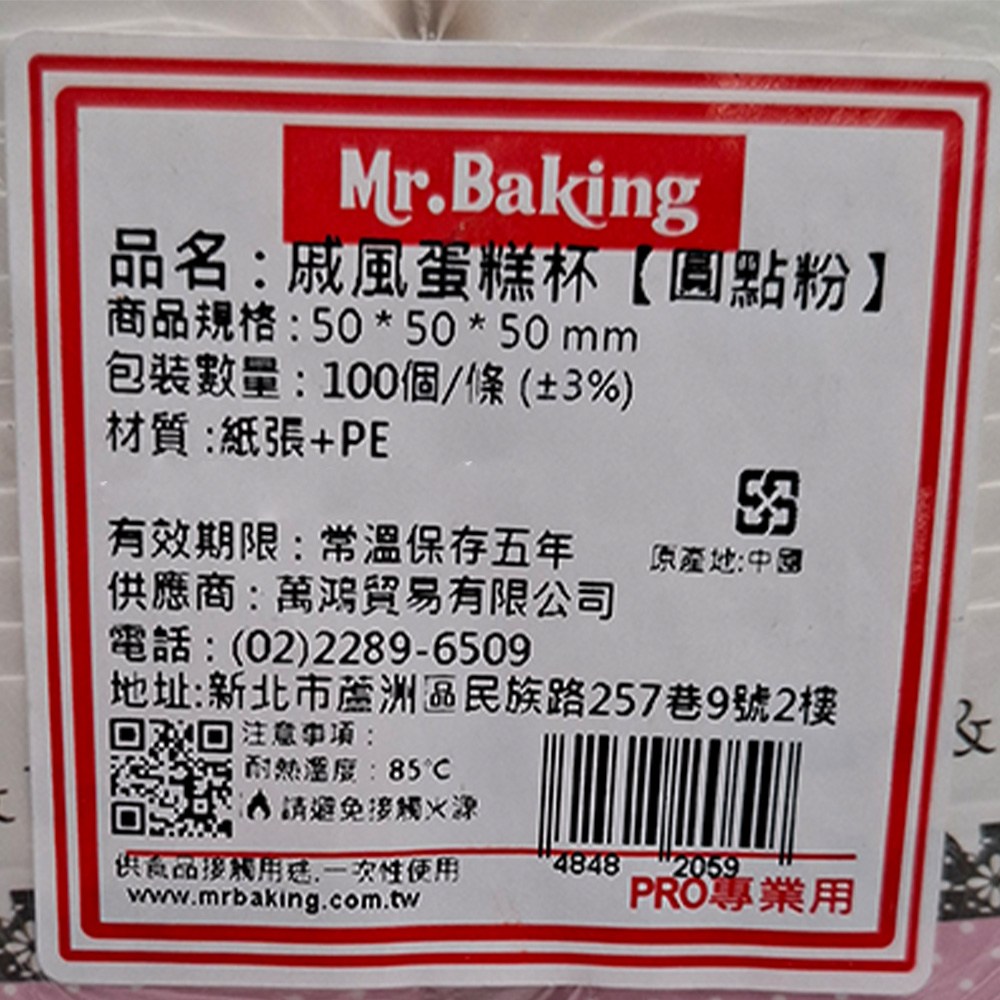 Mr.Baking
品名：戚風蛋糕杯【圓點粉】
商品規格：50 * 50 * 50 mm
包裝數量：100個/條 (±3%)
材質：紙張+PE
有效期限：常溫保存五年
原產地:中國
供應商：萬鴻貿易有限公司
電話：(02)2289-6509
地址:新北市蘆洲區民族路257巷9號2樓
注意事項：
耐熱溫度：85°C
請避免接觸火源
4848 2059
供食品接觸用途.一次性使用
www.mrbaking.com.tw
PRO專業用
&